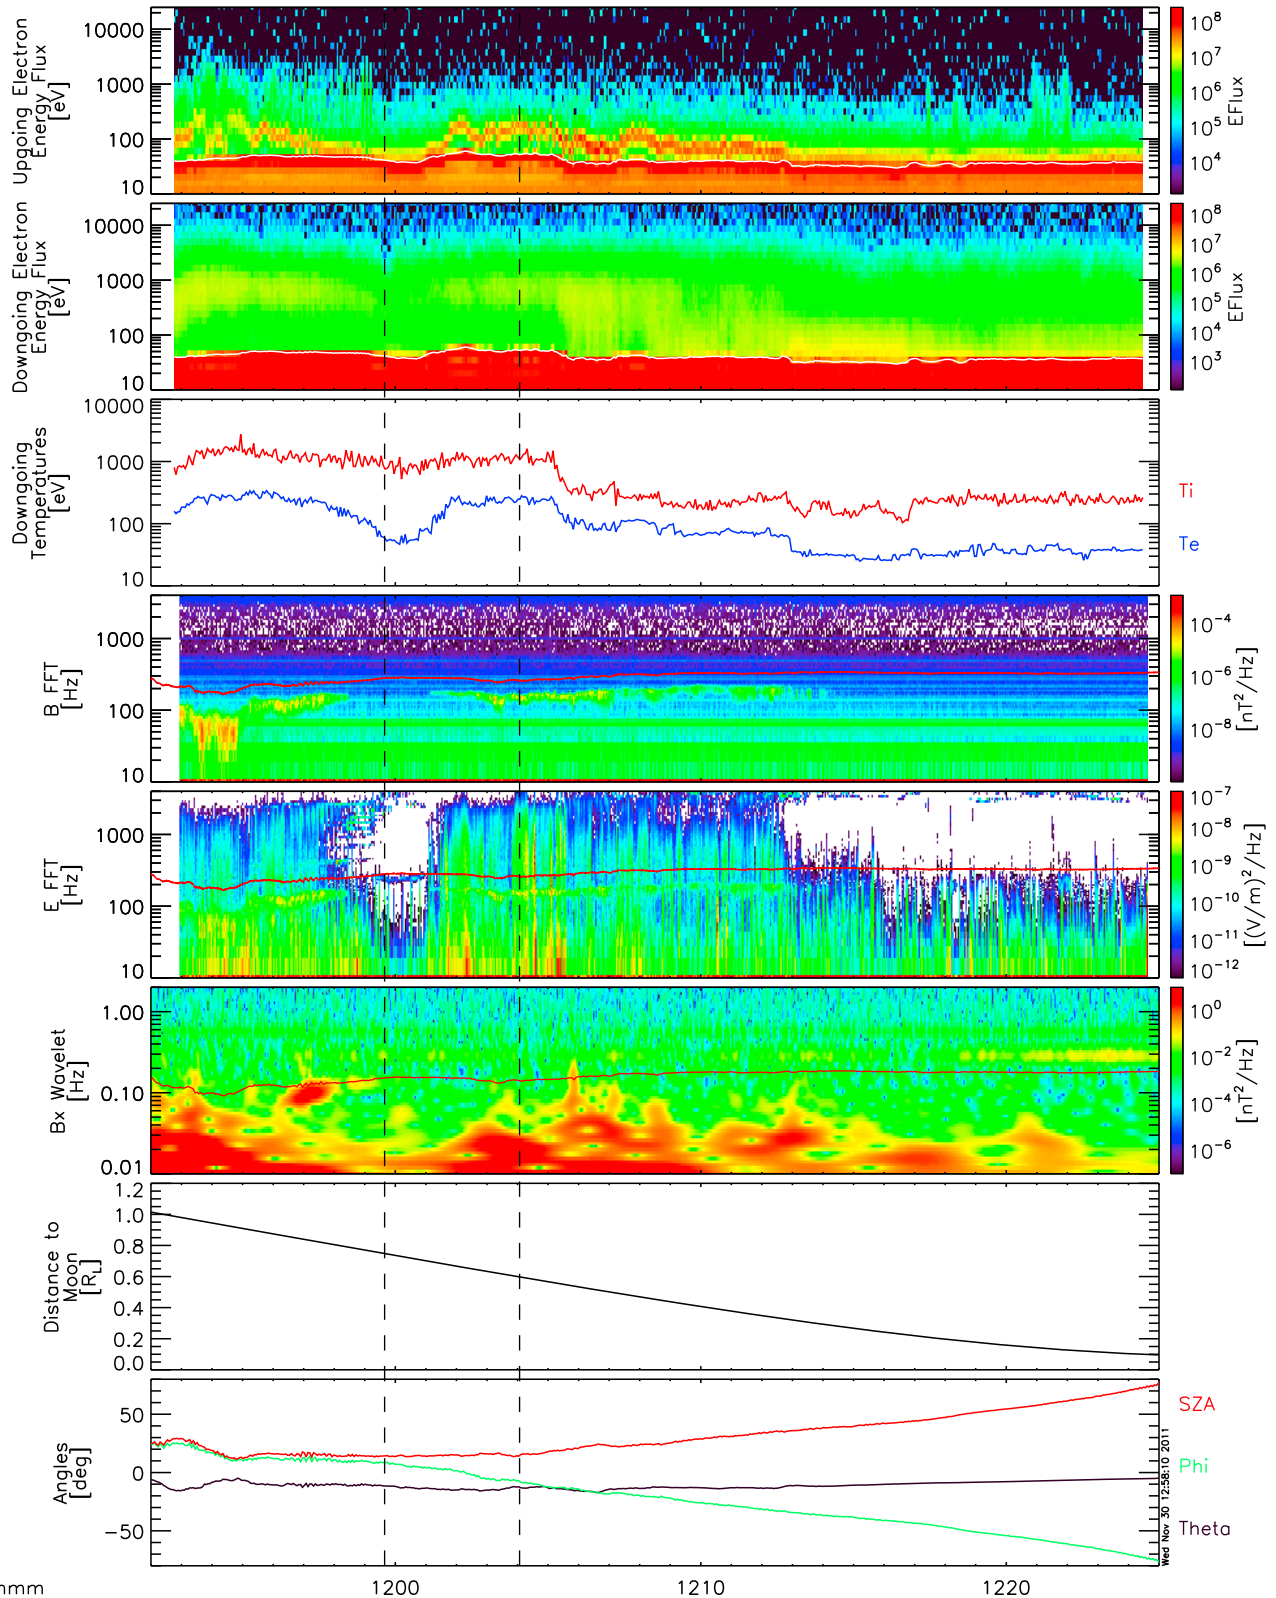 Upgoing Electron
Energy Flux
[eV]
10000
1000
100
10
10^8
10^7
10^6
10^5
10^4
EFlux
Downgoing Electron
Energy Flux
[eV]
10000
1000
100
10
10^8
10^7
10^6
10^5
10^4
10^3
EFlux
Downgoing
Temperatures
[eV]
10000
1000
100
10
Ti
Te
B FFT
[Hz]
1000
100
10
10^-4
10^-6
10^-8
[nT^2/Hz]
E FFT
[Hz]
1000
100
10
10^-7
10^-8
10^-9
10^-10
10^-11
10^-12
[(V/m)^2/Hz]
Bx Wavelet
[Hz]
1.00
0.10
0.01
10^0
10^-2
10^-4
10^-6
[nT^2/Hz]
Distance to
Moon
[R_L]
1.2
1.0
0.8
0.6
0.4
0.2
0.0
Angles
[deg]
50
0
-50
SZA
Phi
Theta
Wed Nov 30 12:58:10 2011
1200
1210
1220